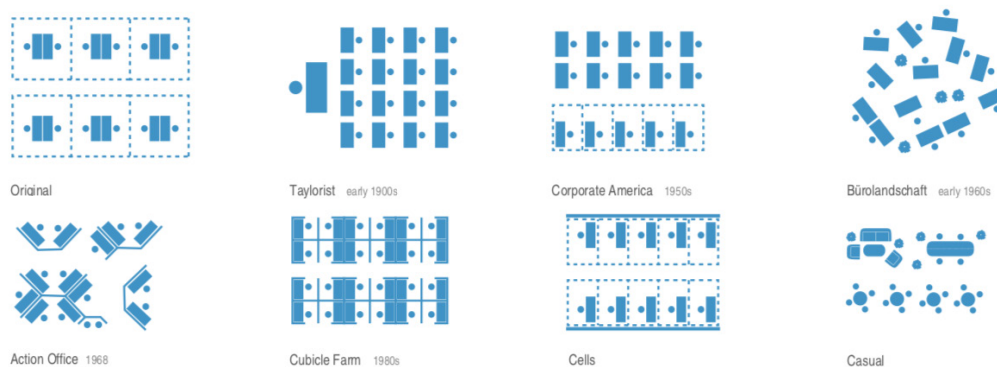 Original
Taylorist early 1900s
Corporate America 1950s
Bürolandschaft early 1960s
Action Office 1968
Cubicle Farm 1980s
Cells
Casual